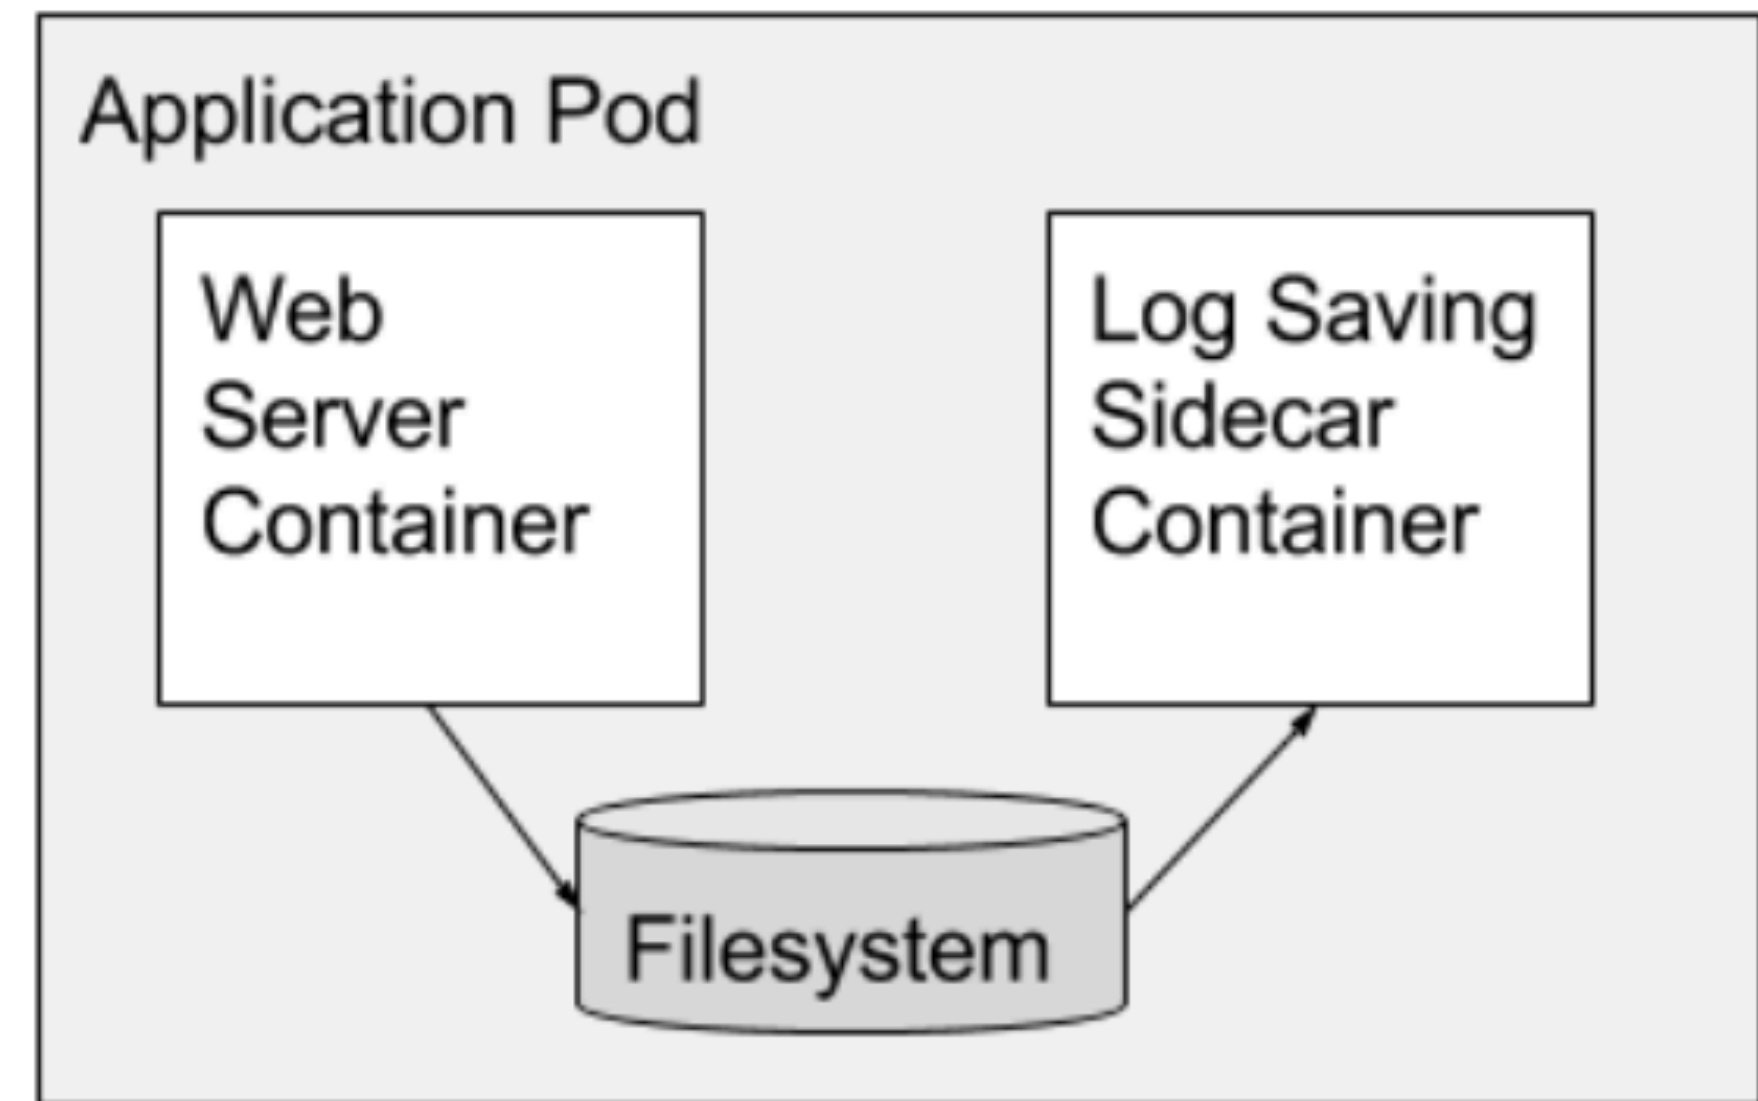 Application Pod
Web
Server
Container
Log Saving
Sidecar
Container
Filesystem